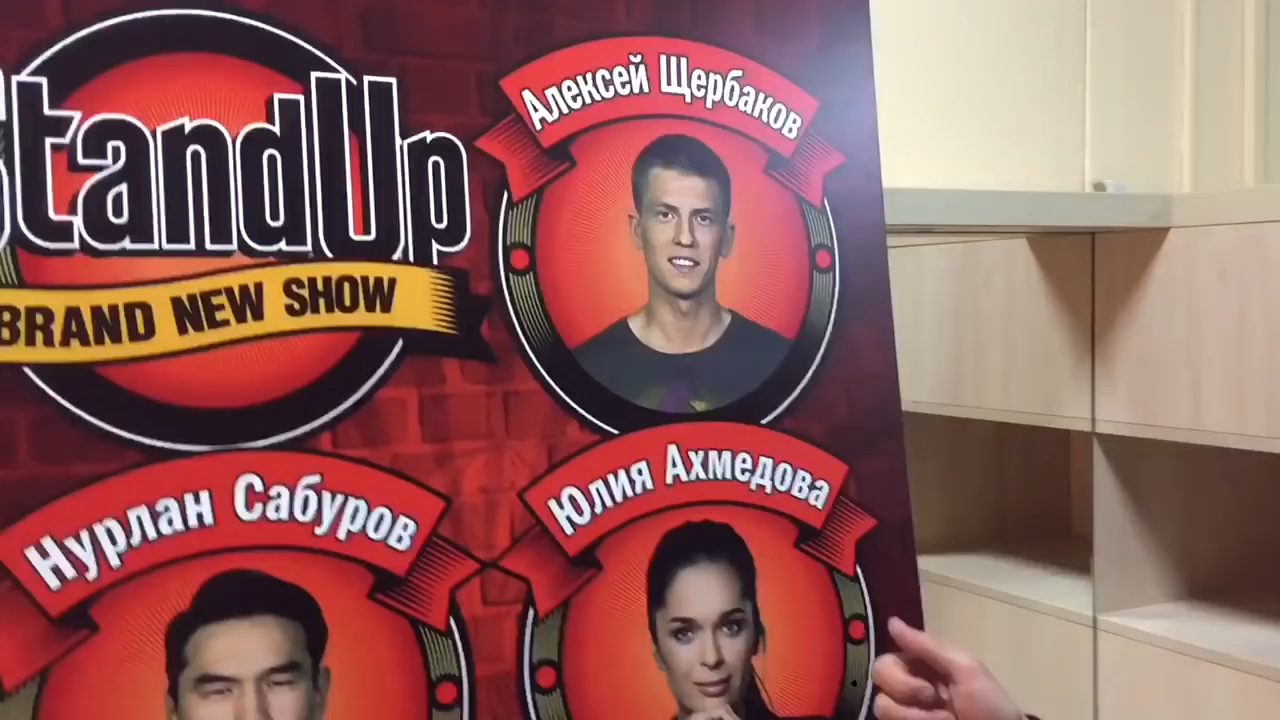 StandUp
BRAND NEW SHOW
Алексей Щербаков
Нурлан Сабуров
Юлия Ахмедова